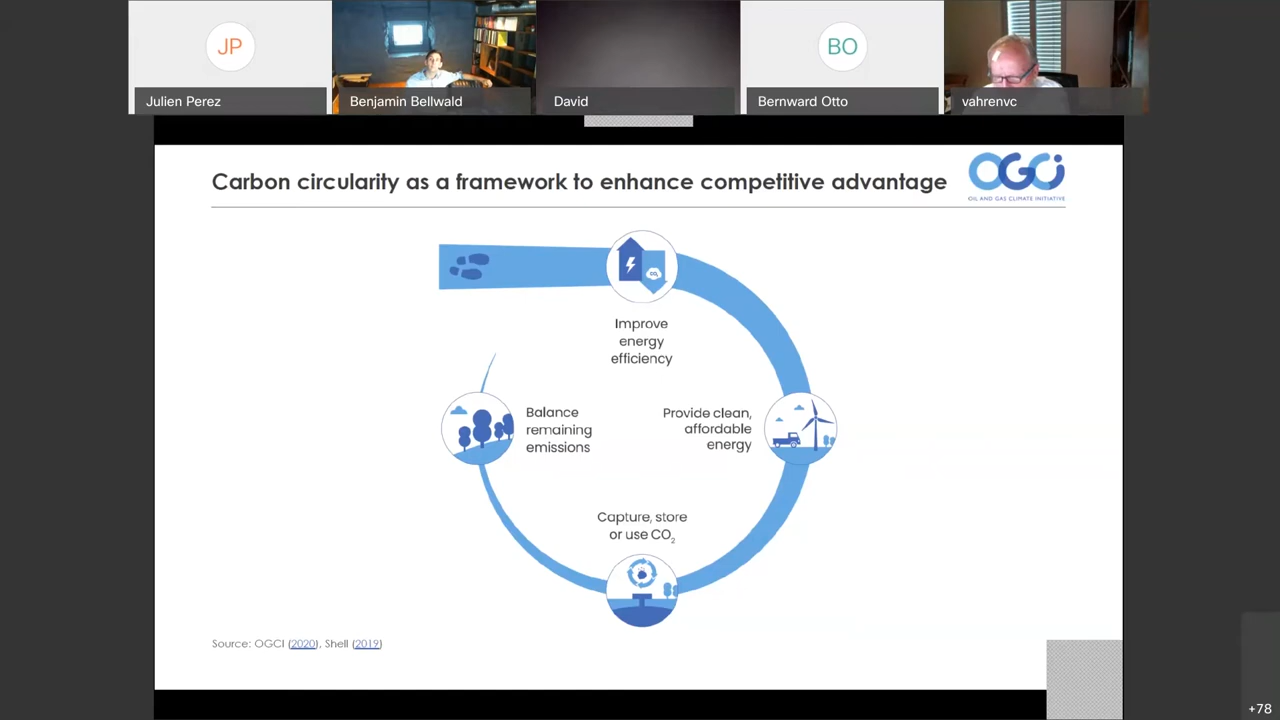 JP
BO
Julien Perez
Benjamin Bellwald
David
Bernward Otto
vahrenvc
Carbon circularity as a framework to enhance competitive advantage
OGCi
OIL AND GAS CLIMATE INITIATIVE
CO₂
Improve
energy
efficiency
Balance
remaining
emissions
Provide clean,
affordable
energy
Capture, store
or use CO₂
Source: OGCI (2020), Shell (2019)
+78